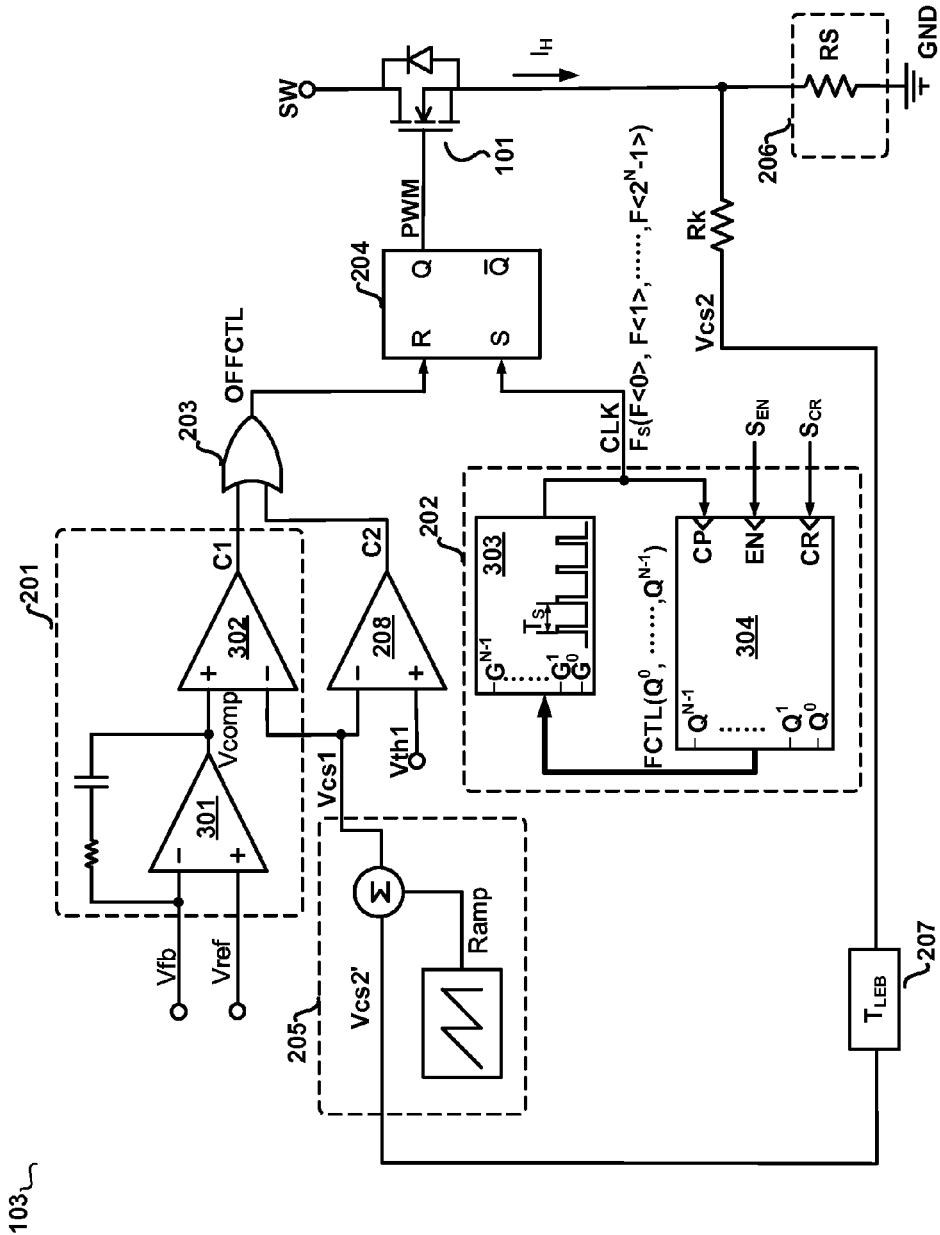 103
SW
I_H
101
PWM
204
R
Q
S
Q̅
OFFCTL
203
201
C1
C2
302
+
−
208
−
+
Vcomp
301
−
+
Vfb
Vref
Vcs1
Vth1
CLK
F_S(F<0>, F<1>,......,F<2^N-1>)
202
303
T_S
G^N-1
......
G^1
G^0
FCTL(Q^0, ......,Q^N-1)
304
Q^N-1
......
Q^1
Q^0
CP
EN
CR
S_EN
S_CR
205
Σ
Ramp
Vcs2'
Vcs2
Rk
206
RS
GND
T_LEB
207